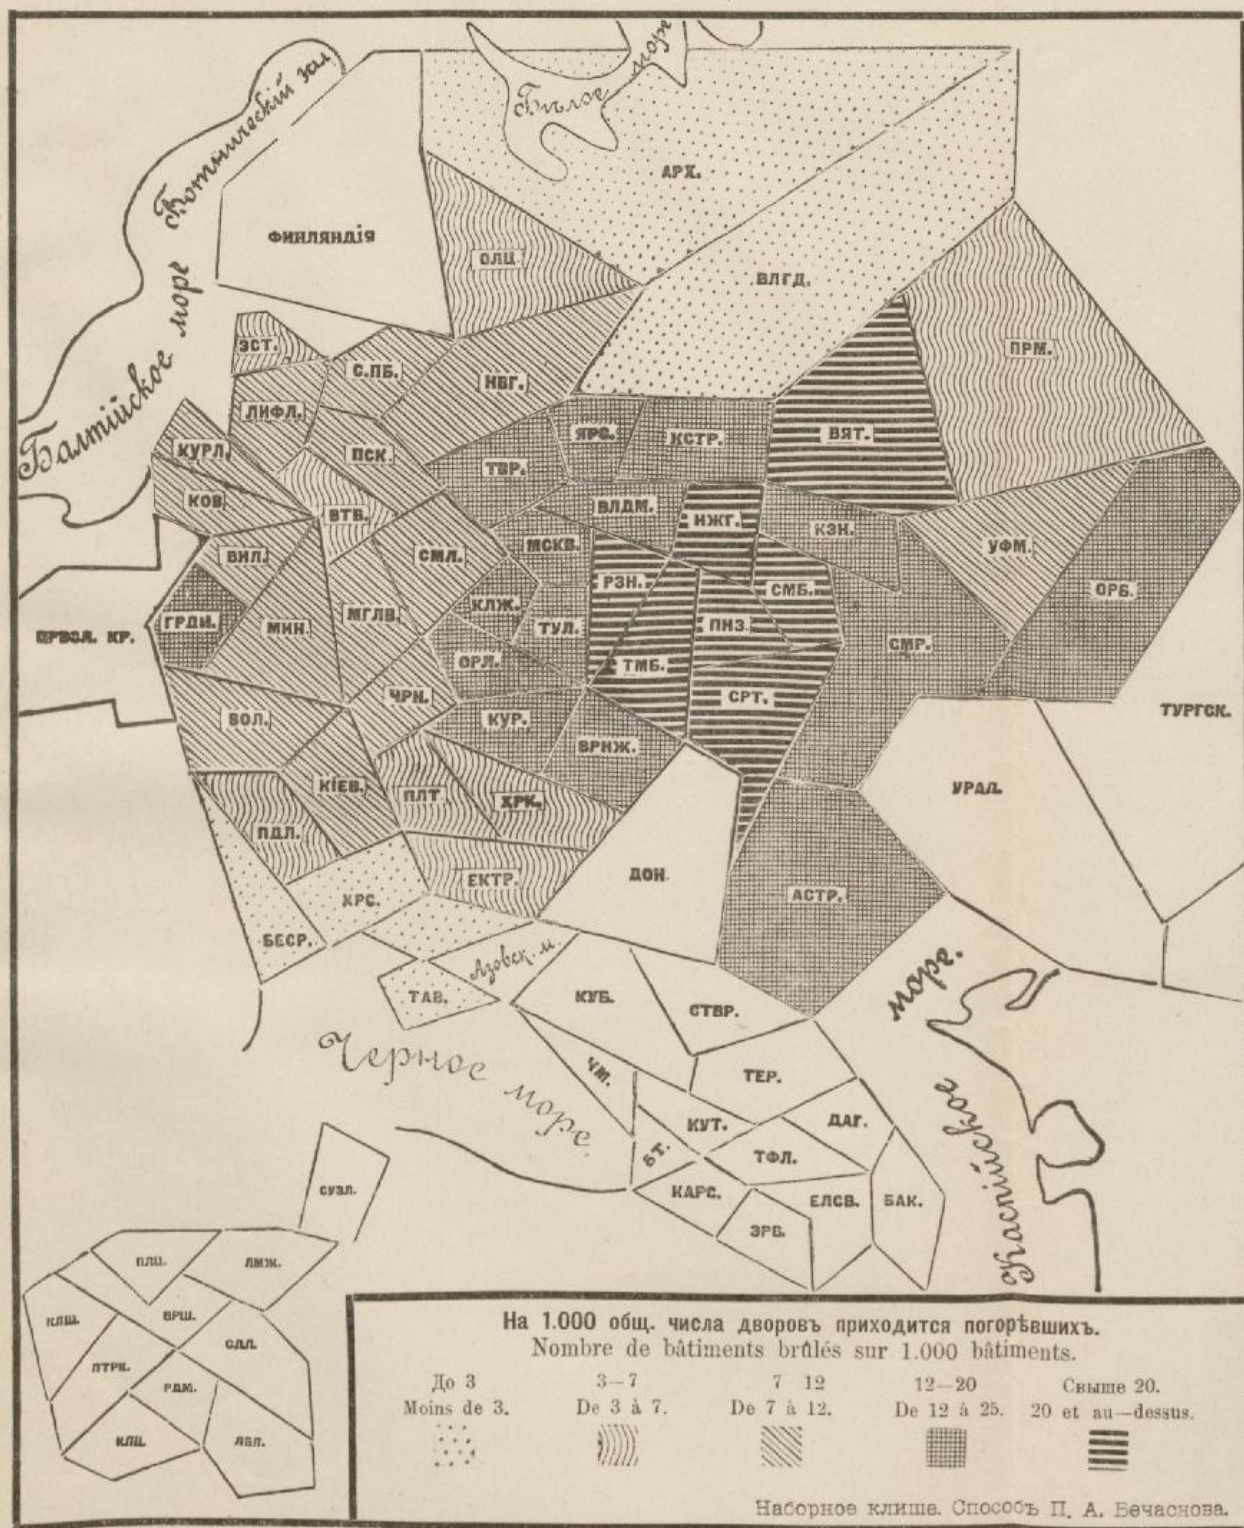 Ботническій зал
Бѣлое море
АРХ.
ФИНЛЯНДІЯ
ОЛЦ.
ВЛГД.
Балтійское море
ЭСТ.
С.ПБ.
НВГ.
ПРМ.
ЛИФЛ.
ЯРС.
КСТР.
ВЯТ.
КУРЛ.
ПСК.
ТВР.
КОВ.
ВТБ.
ВЛДМ.
НЖГ.
КЗН.
УФМ.
ВИЛ.
СМЛ.
МСКВ.
РЗН.
СМБ.
ОРБ.
ГРДН.
МИН.
МГЛВ.
КЛЖ.
ТУЛ.
ПНЗ.
ПРВСЛ. КР.
ОРЛ.
ТМБ.
СМР.
ЧРН.
СРТ.
ВОЛ.
КУР.
ВРНЖ.
ТУРГСК.
КІЕВ.
ПЛТ.
ХРК.
УРАЛ.
ПДЛ.
ЕКТР.
ДОН.
АСТР.
ХРС.
БЕСР.
Азовск. м.
ТАВ.
КУБ.
СТВР.
Черное море.
ЧМ.
ТЕР.
Каспійское море.
КУТ.
ДАГ.
БТ.
ТФЛ.
КАРС.
ЕЛСВ.
БАК.
ЭРВ.
СУВЛ.
ПЛЦ.
ЛМЖ.
КЛШ.
ВРШ.
СДЛ.
ПТРК.
РДМ.
КЛЦ.
ЛБЛ.
На 1.000 общ. числа дворовъ приходится погорѣвшихъ.
Nombre de bâtiments brûlés sur 1.000 bâtiments.
До 3 3—7 7 12 12—20 Свыше 20.
Moins de 3. De 3 à 7. De 7 à 12. De 12 à 25. 20 et au—dessus.
Наборное клише. Способъ П. А. Бечаснова.